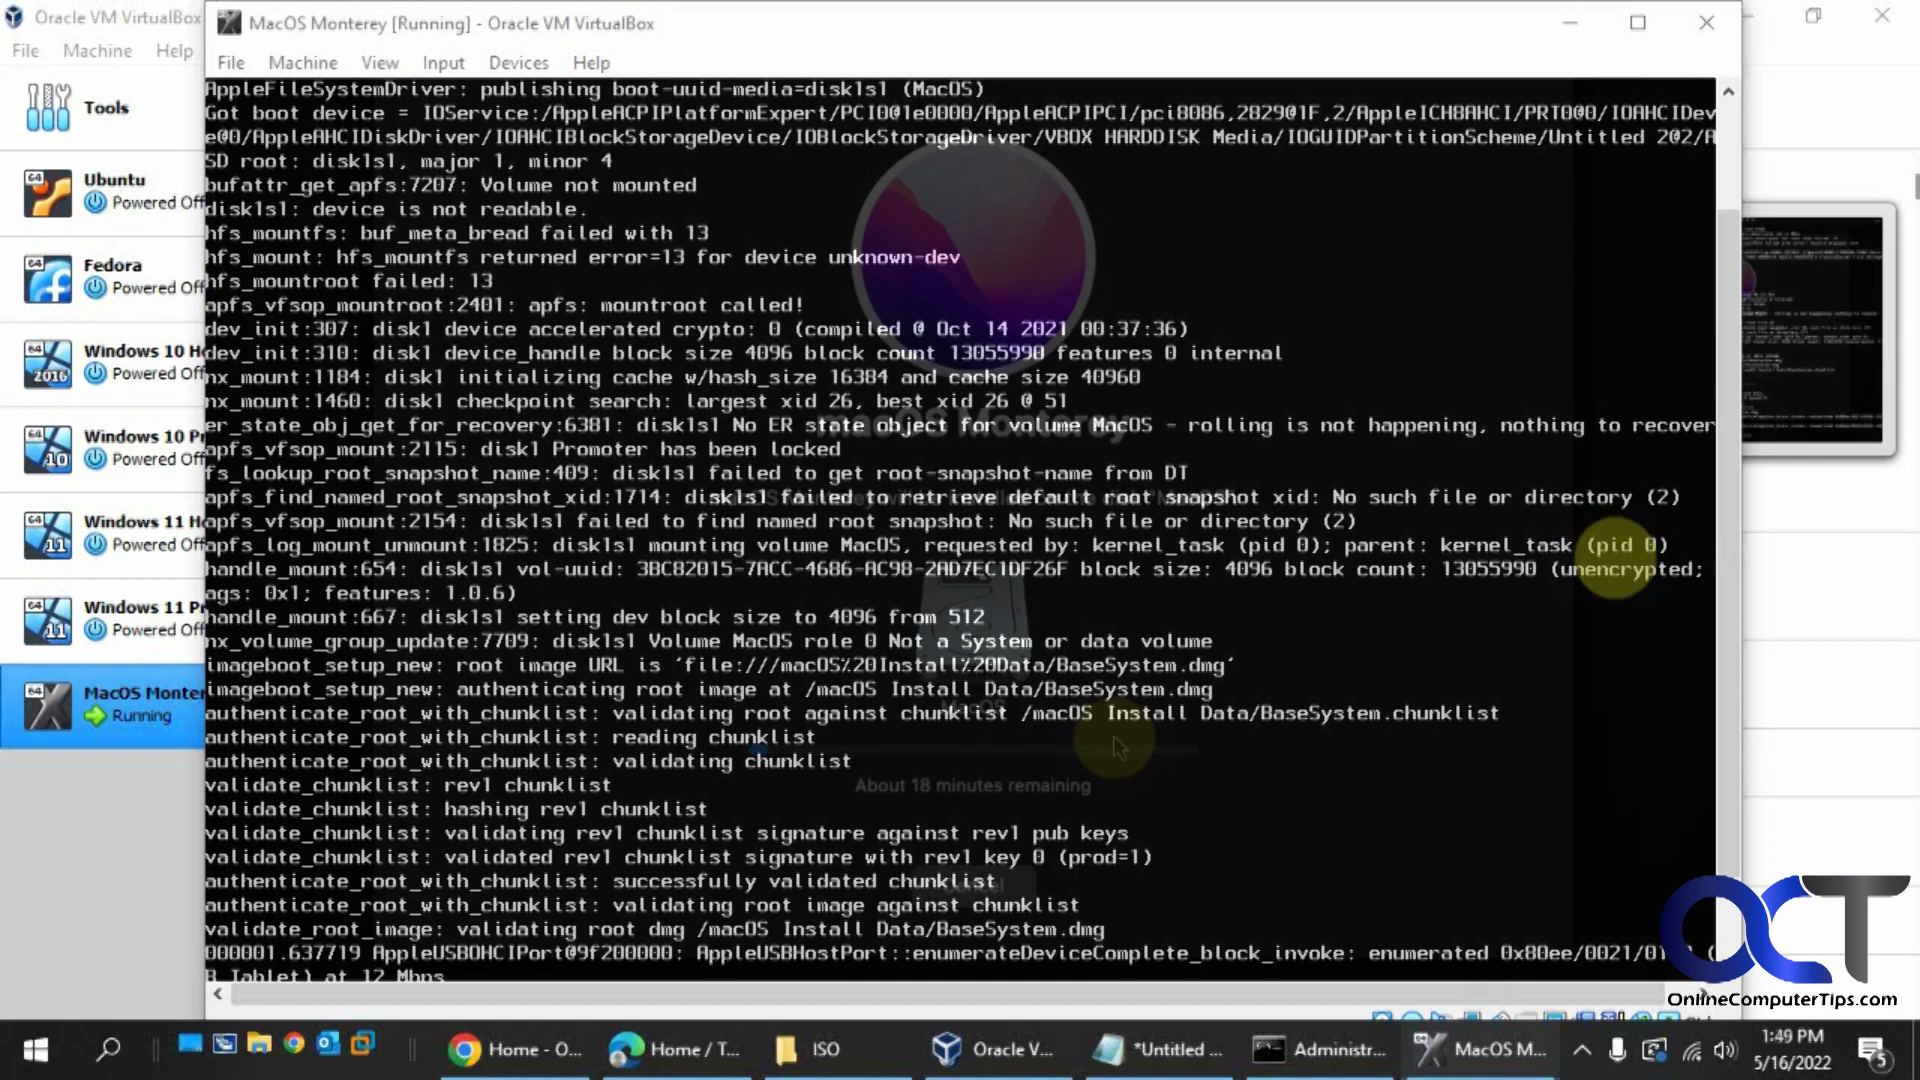 Oracle VM VirtualBox
File Machine Help
Tools
64 Ubuntu
Powered Off
64 Fedora
Powered Off
64 2016 Windows 10 Ho
Powered Off
64 10 Windows 10 Pr
Powered Off
64 11 Windows 11 Ho
Powered Off
64 11 Windows 11 Pr
Powered Off
64 MacOS Monter
Running
MacOS Monterey [Running] - Oracle VM VirtualBox
File Machine View Input Devices Help
AppleFileSystemDriver: publishing boot-uuid-media=disk1s1 (MacOS)
Got boot device = IOService:/AppleACPIPlatformExpert/PCI0@1e0000/AppleACPIPCI/pci8086,2829@1F,2/AppleICH8AHCI/PRT0@0/IOAHCIDev
e@0/AppleAHCIDiskDriver/IOAHCIBlockStorageDevice/IOBlockStorageDriver/VBOX HARDDISK Media/IOGUIDPartitionScheme/Untitled 2@2/A
SD root: disk1s1, major 1, minor 4
bufattr_get_apfs:7207: Volume not mounted
disk1s1: device is not readable.
hfs_mountfs: buf_meta_bread failed with 13
hfs_mount: hfs_mountfs returned error=13 for device unknown-dev
hfs_mountroot failed: 13
apfs_vfsop_mountroot:2401: apfs: mountroot called!
dev_init:307: disk1 device accelerated crypto: 0 (compiled @ Oct 14 2021 00:37:36)
dev_init:310: disk1 device_handle block size 4096 block count 13055990 features 0 internal
nx_mount:1184: disk1 initializing cache w/hash_size 16384 and cache size 40960
nx_mount:1460: disk1 checkpoint search: largest xid 26, best xid 26 @ 51
er_state_obj_get_for_recovery:6381: disk1s1 No ER state object for volume MacOS - rolling is not happening, nothing to recover
apfs_vfsop_mount:2115: disk1 Promoter has been locked
fs_lookup_root_snapshot_name:409: disk1s1 failed to get root-snapshot-name from DT
apfs_find_named_root_snapshot_xid:1714: disk1s1 failed to retrieve default root snapshot xid: No such file or directory (2)
apfs_vfsop_mount:2154: disk1s1 failed to find named root snapshot: No such file or directory (2)
apfs_log_mount_unmount:1825: disk1s1 mounting volume MacOS, requested by: kernel_task (pid 0); parent: kernel_task (pid 0)
handle_mount:654: disk1s1 vol-uuid: 3BC82015-7ACC-4686-AC98-2AD7EC1DF26F block size: 4096 block count: 13055990 (unencrypted;
ags: 0x1; features: 1.0.6)
handle_mount:667: disk1s1 setting dev block size to 4096 from 512
nx_volume_group_update:7709: disk1s1 Volume MacOS role 0 Not a System or data volume
imageboot_setup_new: root image URL is 'file:///macOS%20Install%20Data/BaseSystem.dmg'
imageboot_setup_new: authenticating root image at /macOS Install Data/BaseSystem.dmg
authenticate_root_with_chunklist: validating root against chunklist /macOS Install Data/BaseSystem.chunklist
authenticate_root_with_chunklist: reading chunklist
authenticate_root_with_chunklist: validating chunklist
validate_chunklist: rev1 chunklist
validate_chunklist: hashing rev1 chunklist
validate_chunklist: validating rev1 chunklist signature against rev1 pub keys
validate_chunklist: validated rev1 chunklist signature with rev1 key 0 (prod=1)
authenticate_root_with_chunklist: successfully validated chunklist
authenticate_root_with_chunklist: validating root image against chunklist
validate_root_image: validating root dmg /macOS Install Data/BaseSystem.dmg
000001.637719 AppleUSBOHCIPort@9f200000: AppleUSBHostPort::enumerateDeviceComplete_block_invoke: enumerated 0x80ee/0021/01
B Tablet) at 12 Mbps
macOS Monterey
MacOS
About 18 minutes remaining
Cancel
OCT
OnlineComputerTips.com
Home - O...
Home / T...
ISO
Oracle V...
*Untitled ...
Administr...
MacOS M...
1:49 PM
5/16/2022
5